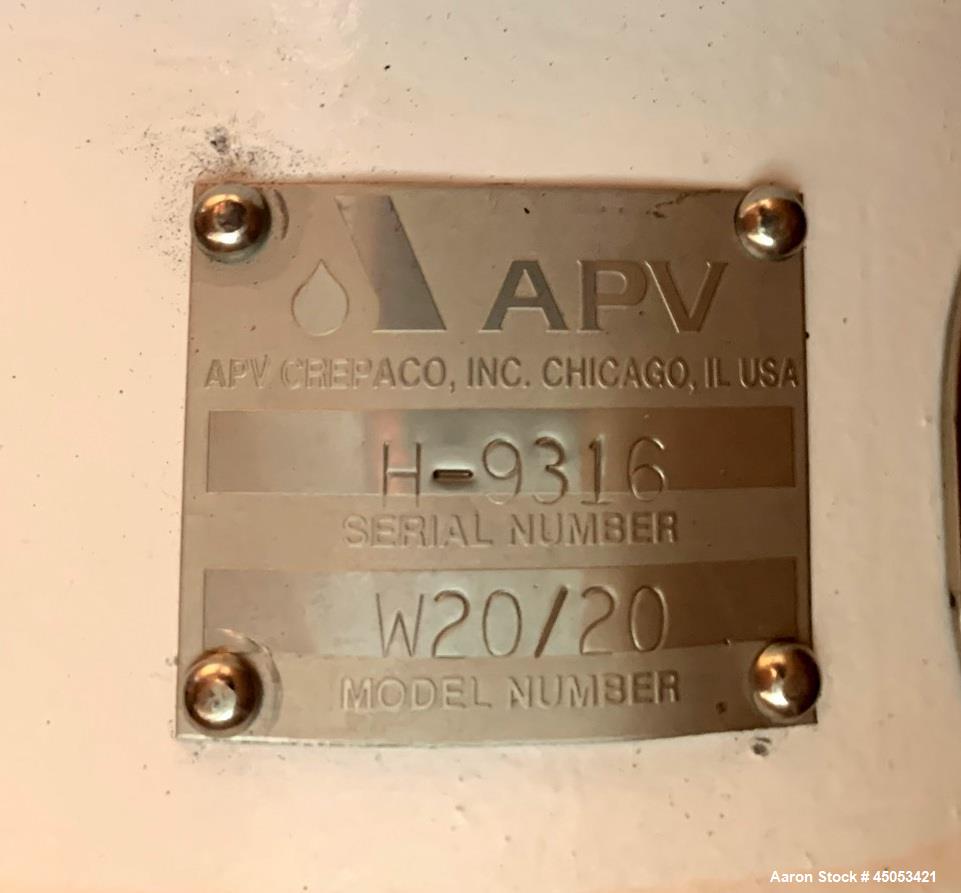 APV
APV CREPACO, INC. CHICAGO, IL USA
H-9316
SERIAL NUMBER
W20/20
MODEL NUMBER
Aaron Stock # 45053421